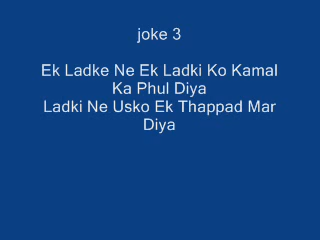 joke 3
Ek Ladke Ne Ek Ladki Ko Kamal
Ka Phul Diya
Ladki Ne Usko Ek Thappad Mar
Diya